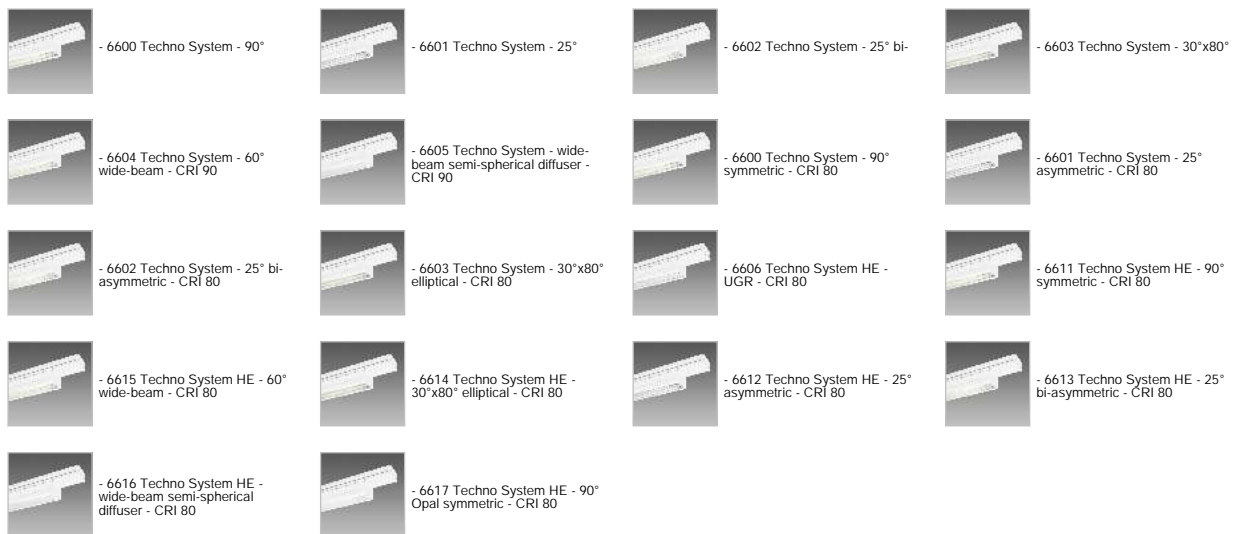 - 6600 Techno System - 90°
- 6601 Techno System - 25°
- 6602 Techno System - 25° bi-
- 6603 Techno System - 30°x80°
- 6604 Techno System - 60°
wide-beam - CRI 90
- 6605 Techno System - wide-
beam semi-spherical diffuser -
CRI 90
- 6600 Techno System - 90°
symmetric - CRI 80
- 6601 Techno System - 25°
asymmetric - CRI 80
- 6602 Techno System - 25° bi-
asymmetric - CRI 80
- 6603 Techno System - 30°x80°
elliptical - CRI 80
- 6606 Techno System HE -
UGR - CRI 80
- 6611 Techno System HE - 90°
symmetric - CRI 80
- 6615 Techno System HE - 60°
wide-beam - CRI 80
- 6614 Techno System HE -
30°x80° elliptical - CRI 80
- 6612 Techno System HE - 25°
asymmetric - CRI 80
- 6613 Techno System HE - 25°
bi-asymmetric - CRI 80
- 6616 Techno System HE -
wide-beam semi-spherical
diffuser - CRI 80
- 6617 Techno System HE - 90°
Opal symmetric - CRI 80